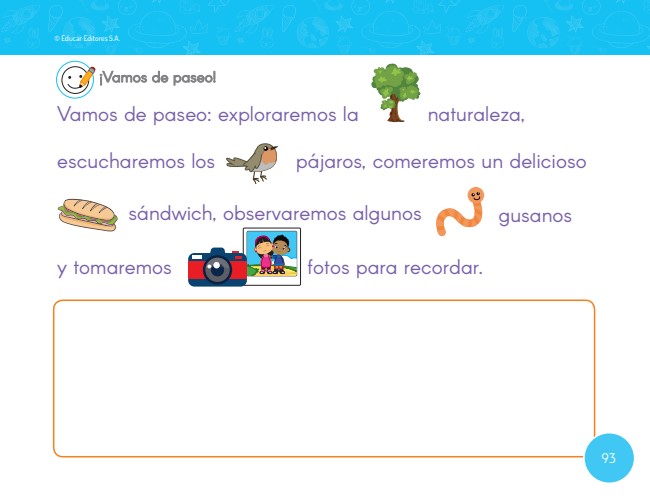 © Educar Editores S.A.
¡Vamos de paseo!
Vamos de paseo: exploraremos la naturaleza,
escucharemos los pájaros, comeremos un delicioso
sándwich, observaremos algunos gusanos
y tomaremos fotos para recordar.
93